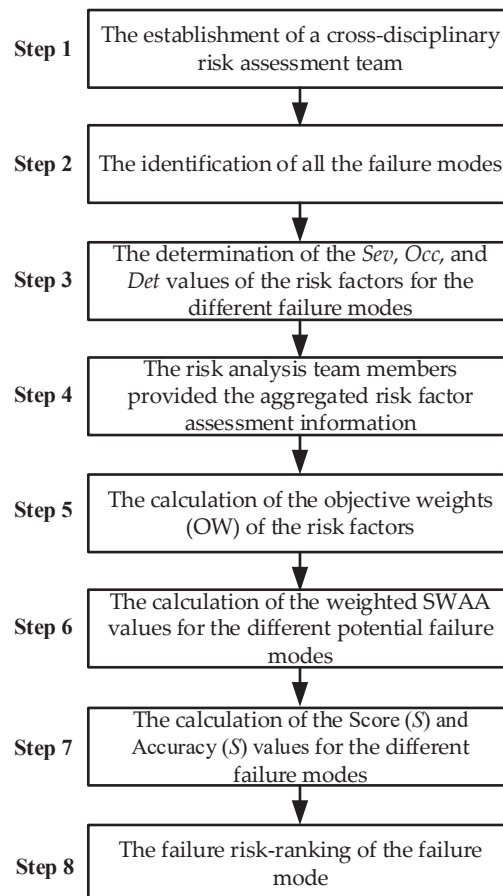 Step 1
The establishment of a cross-disciplinary
risk assessment team
Step 2
The identification of all the failure modes
Step 3
The determination of the Sev, Occ, and
Det values of the risk factors for the
different failure modes
Step 4
The risk analysis team members
provided the aggregated risk factor
assessment information
Step 5
The calculation of the objective weights
(OW) of the risk factors
Step 6
The calculation of the weighted SWAA
values for the different potential failure
modes
Step 7
The calculation of the Score (S) and
Accuracy (S) values for the different
failure modes
Step 8
The failure risk-ranking of the failure
mode